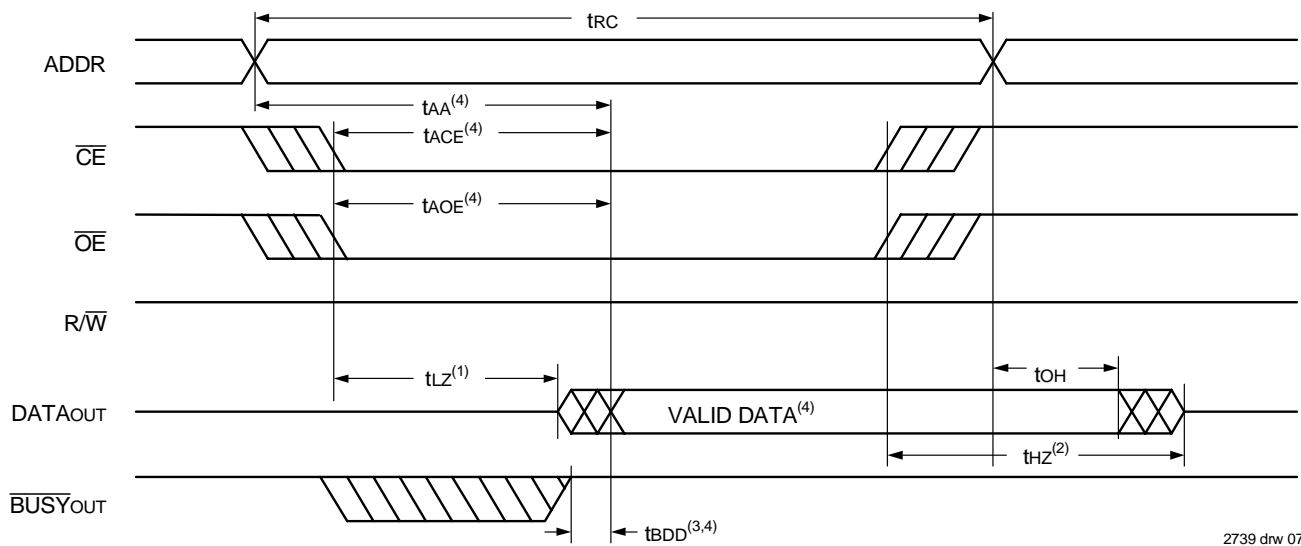 tRC
ADDR
tAA(4)
tACE(4)
CE
tAOE(4)
OE
R/W
tLZ(1)
tOH
DATAOUT
VALID DATA(4)
tHZ(2)
BUSYOUT
tBDD(3,4)
2739 drw 07